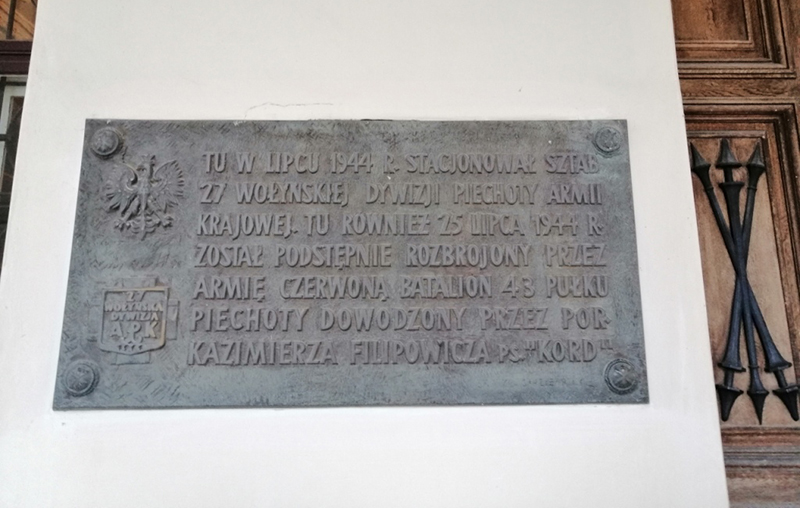 TU W LIPCU 1944 R. STACJONOWAŁ SZTAB
27 WOŁYŃSKIEJ DYWIZJI PIECHOTY ARMII
KRAJOWEJ. TU RÓWNIEŻ 25 LIPCA 1944 R.
ZOSTAŁ PODSTĘPNIE ROZBROJONY PRZEZ
ARMIĘ CZERWONĄ BATALION 43 PUŁKU
PIECHOTY DOWODZONY PRZEZ POR.
KAZIMIERZA FILIPOWICZA PS. "KORD"
27
WOŁYŃSKA
DYWIZJA
A.P.K